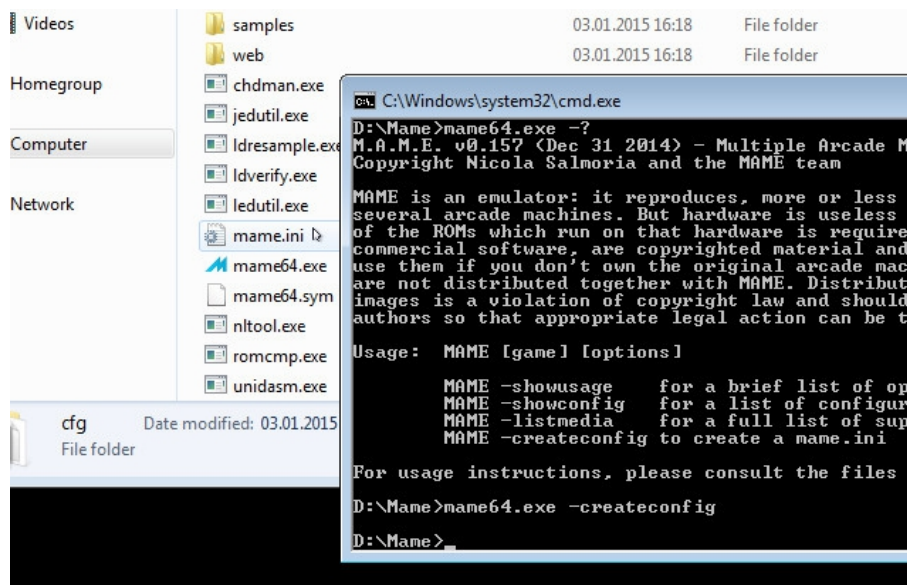 Videos
Homegroup
Computer
Network
samples 03.01.2015 16:18 File folder
web 03.01.2015 16:18 File folder
chdman.exe
jedutil.exe
ldresample.exe
ldverify.exe
ledutil.exe
mame.ini
mame64.exe
mame64.sym
nltool.exe
romcmp.exe
unidasm.exe
cfg Date modified: 03.01.2015
File folder
C:\Windows\system32\cmd.exe
D:\Mame>mame64.exe -?
M.A.M.E. v0.157 (Dec 31 2014) - Multiple Arcade M
Copyright Nicola Salmoria and the MAME team
MAME is an emulator: it reproduces, more or less
several arcade machines. But hardware is useless
of the ROMs which run on that hardware is require
commercial software, are copyrighted material and
use them if you don't own the original arcade mac
are not distributed together with MAME. Distribut
images is a violation of copyright law and should
authors so that appropriate legal action can be t
Usage: MAME [game] [options]
MAME -showusage for a brief list of op
MAME -showconfig for a list of configur
MAME -listmedia for a full list of sup
MAME -createconfig to create a mame.ini
For usage instructions, please consult the files
D:\Mame>mame64.exe -createconfig
D:\Mame>_